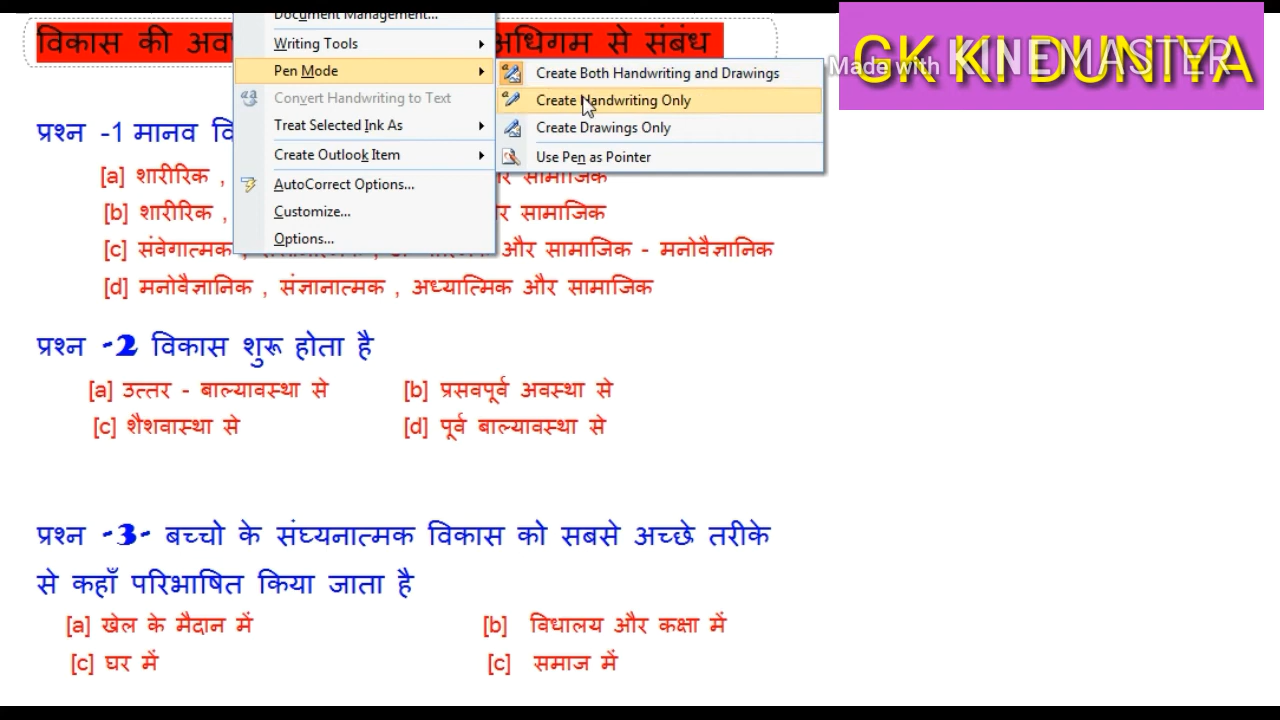 Document Management...
विकास की अव अधिगम से संबंध
GK KI DUNIYA
Made with KINEMASTER
Writing Tools
Pen Mode
Create Both Handwriting and Drawings
Convert Handwriting to Text
Create Handwriting Only
Treat Selected Ink As
Create Drawings Only
Create Outlook Item
Use Pen as Pointer
AutoCorrect Options...
Customize...
Options...
प्रश्न -1 मानव वि
[a] शारीरिक , र सामाजिक
[b] शारीरिक , र सामाजिक
[c] संवेगात्मक और सामाजिक - मनोवैज्ञानिक
[d] मनोवैज्ञानिक , संज्ञानात्मक , अध्यात्मिक और सामाजिक
प्रश्न -2 विकास शुरू होता है
[a] उत्तर - बाल्यावस्था से [b] प्रसवपूर्व अवस्था से
[c] शैशवास्था से [d] पूर्व बाल्यावस्था से
प्रश्न -3- बच्चो के संघ्यनात्मक विकास को सबसे अच्छे तरीके
से कहाँ परिभाषित किया जाता है
[a] खेल के मैदान में [b] विधालय और कक्षा में
[c] घर में [c] समाज में